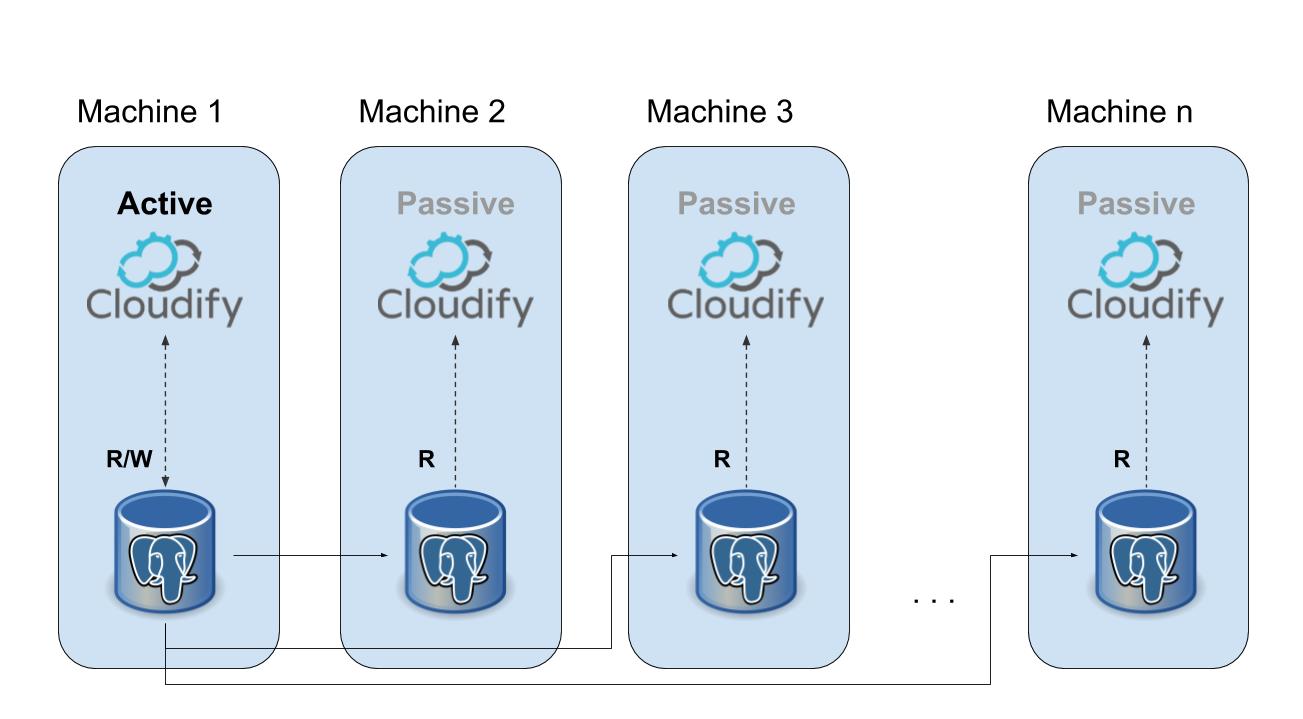 Machine 1
Machine 2
Machine 3
Machine n
Active
Passive
Passive
Passive
Cloudify
Cloudify
Cloudify
Cloudify
R/W
R
R
R
. . .